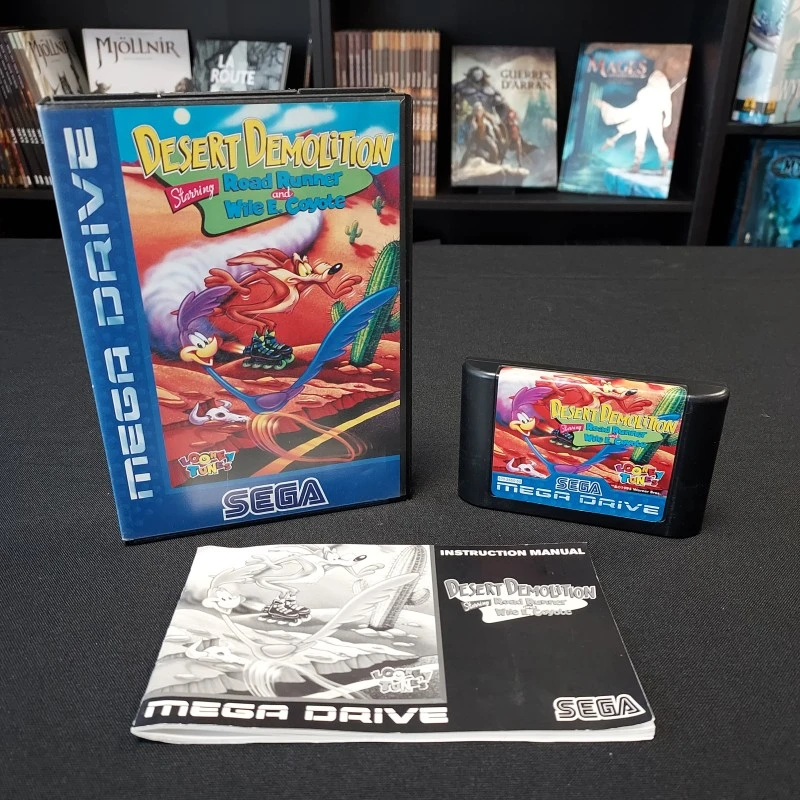 MJÖLLNIR
LA
ROUTE
GUERRES
D'ARRAN
MAGES
MEGA DRIVE
DESERT DEMOLITION
Starring
Road Runner
and
Wile E. Coyote
LOONEY
TUNES
SEGA
DESERT DEMOLITION
Starring
Road Runner
and
Wile E. Coyote
LOONEY
TUNES
SEGA
MEGA DRIVE
INSTRUCTION MANUAL
DESERT DEMOLITION
Starring
Road Runner
and
Wile E. Coyote
LOONEY
TUNES
MEGA DRIVE
SEGA